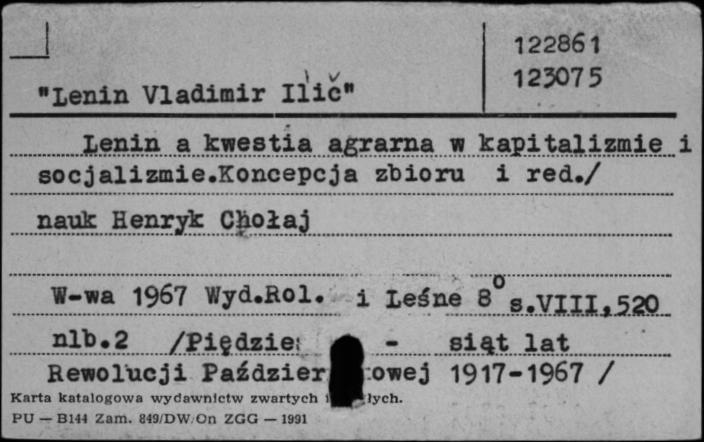 122861
123075
"Lenin Vladimir Ilič"
Lenin a kwestia agrarna w kapitalizmie i
socjalizmie.Koncepcja zbioru i red./
nauk Henryk Chołaj
W-wa 1967 Wyd.Rol. i Leśne 8° s.VIII,520
nlb.2 /Piędzie - siąt lat
Rewolucji Paździer owej 1917-1967 /
Karta katalogowa wydawnictw zwartych
PU — B144 Zam. 849/DW/On ZGG — 1991